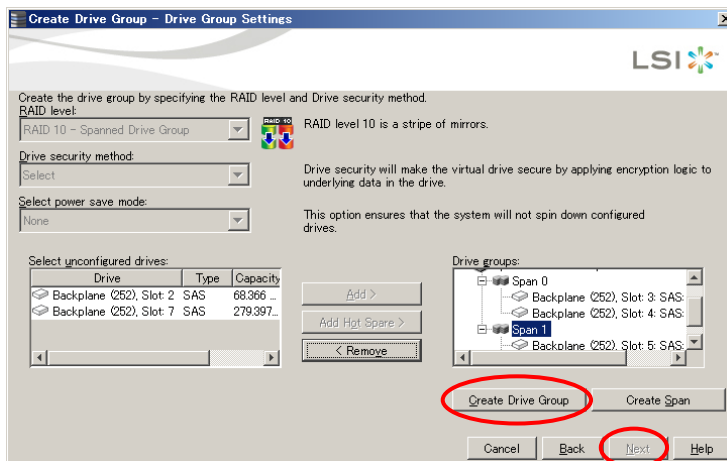 Create Drive Group - Drive Group Settings
LSI
Create the drive group by specifying the RAID level and Drive security method.
RAID level:
RAID 10 - Spanned Drive Group
RAID 10
RAID level 10 is a stripe of mirrors.
Drive security method:
Select
Drive security will make the virtual drive secure by applying encryption logic to
underlying data in the drive.
Select power save mode:
None
This option ensures that the system will not spin down configured
drives.
Select unconfigured drives:
Drive Type Capacity
Backplane (252), Slot: 2 SAS 68.366 ...
Backplane (252), Slot: 7 SAS 279.397...
Add >
Add Hot Spare >
< Remove
Drive groups:
Span 0
Backplane (252), Slot: 3: SAS:
Backplane (252), Slot: 4: SAS:
Span 1
Backplane (252), Slot: 5: SAS:
Create Drive Group
Create Span
Cancel
Back
Next
Help